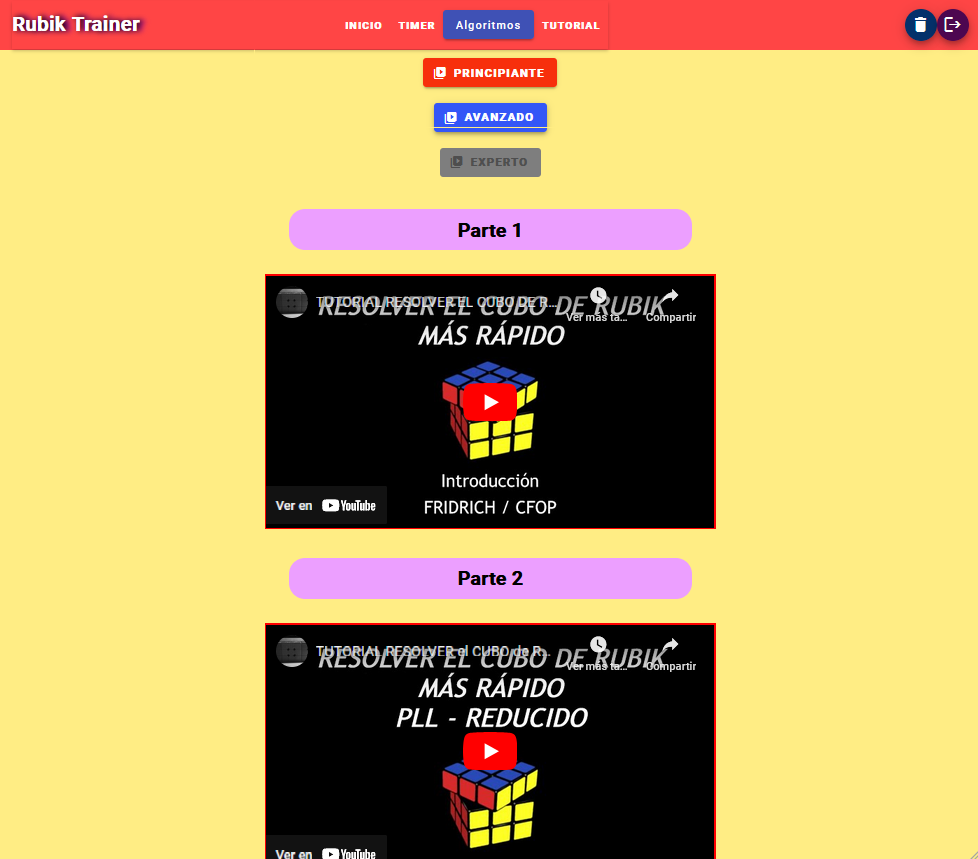 Rubik Trainer
INICIO TIMER Algoritmos TUTORIAL
PRINCIPIANTE
AVANZADO
EXPERTO
Parte 1
TUTORIAL RESOLVER EL CUBO DE R...
Ver más ta... Compartir
RESOLVER EL CUBO DE RUBIK
MÁS RÁPIDO
Introducción
FRIDRICH / CFOP
Ver en YouTube
Parte 2
TUTORIAL RESOLVER el CUBO de R...
Ver más ta... Compartir
RESOLVER EL CUBO DE RUBIK
MÁS RÁPIDO
PLL - REDUCIDO
Ver en YouTube